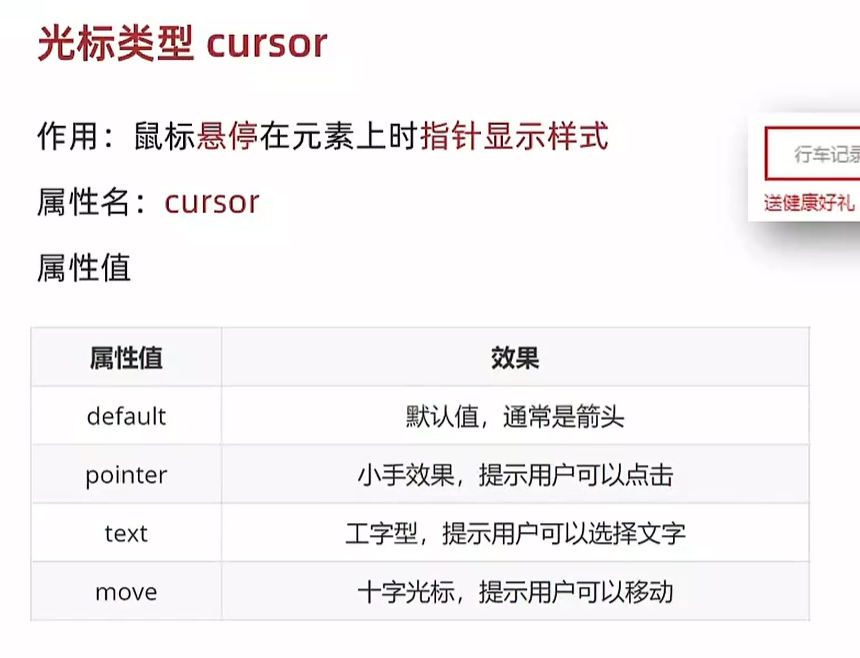 光标类型 cursor
作用：鼠标悬停在元素上时指针显示样式
属性名：cursor
属性值
行车记录
送健康好礼
属性值 效果
default 默认值，通常是箭头
pointer 小手效果，提示用户可以点击
text 工字型，提示用户可以选择文字
move 十字光标，提示用户可以移动